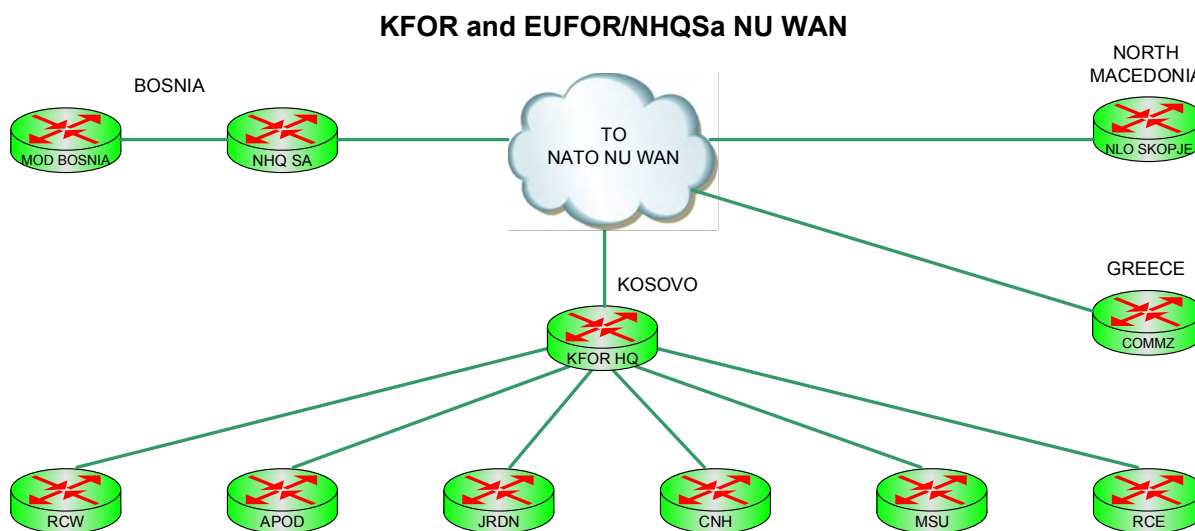 KFOR and EUFOR/NHQSa NU WAN
BOSNIA
NORTH
MACEDONIA
MOD BOSNIA
NHQ SA
TO
NATO NU WAN
NLO SKOPJE
KOSOVO
GREECE
KFOR HQ
COMMZ
RCW
APOD
JRDN
CNH
MSU
RCE